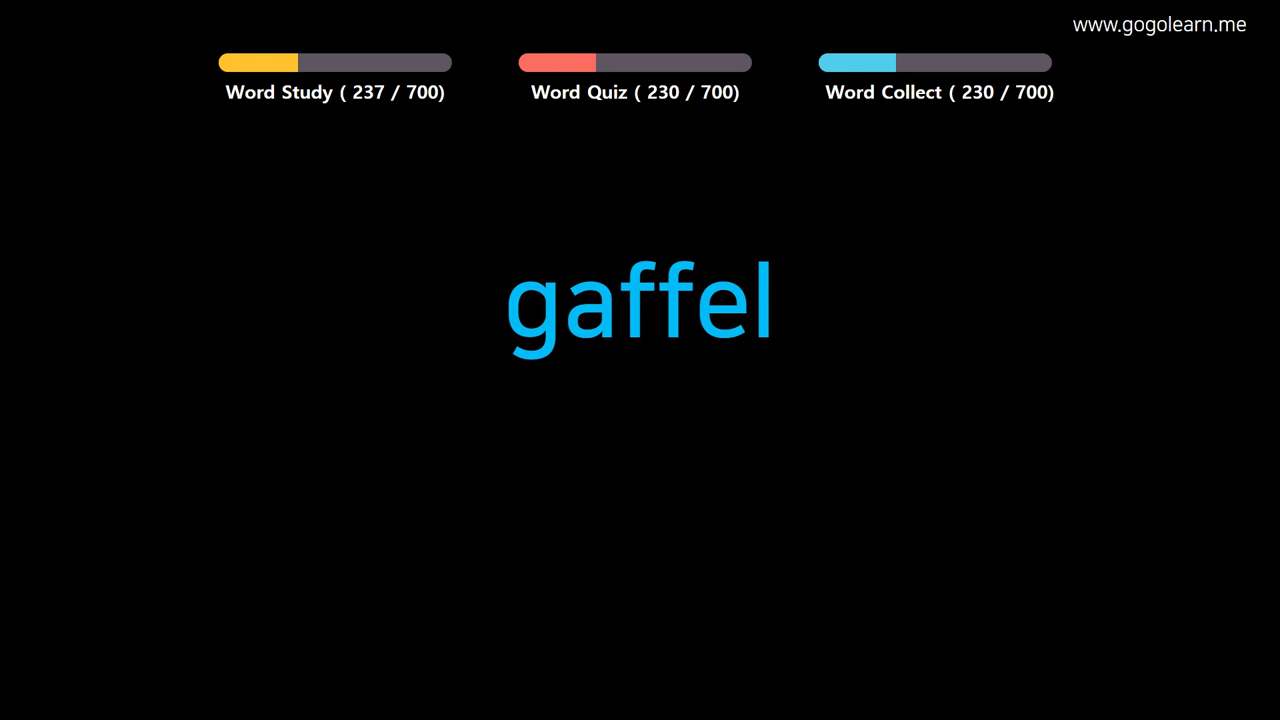 www.gogolearn.me
Word Study ( 237 / 700)
Word Quiz ( 230 / 700)
Word Collect ( 230 / 700)
gaffel